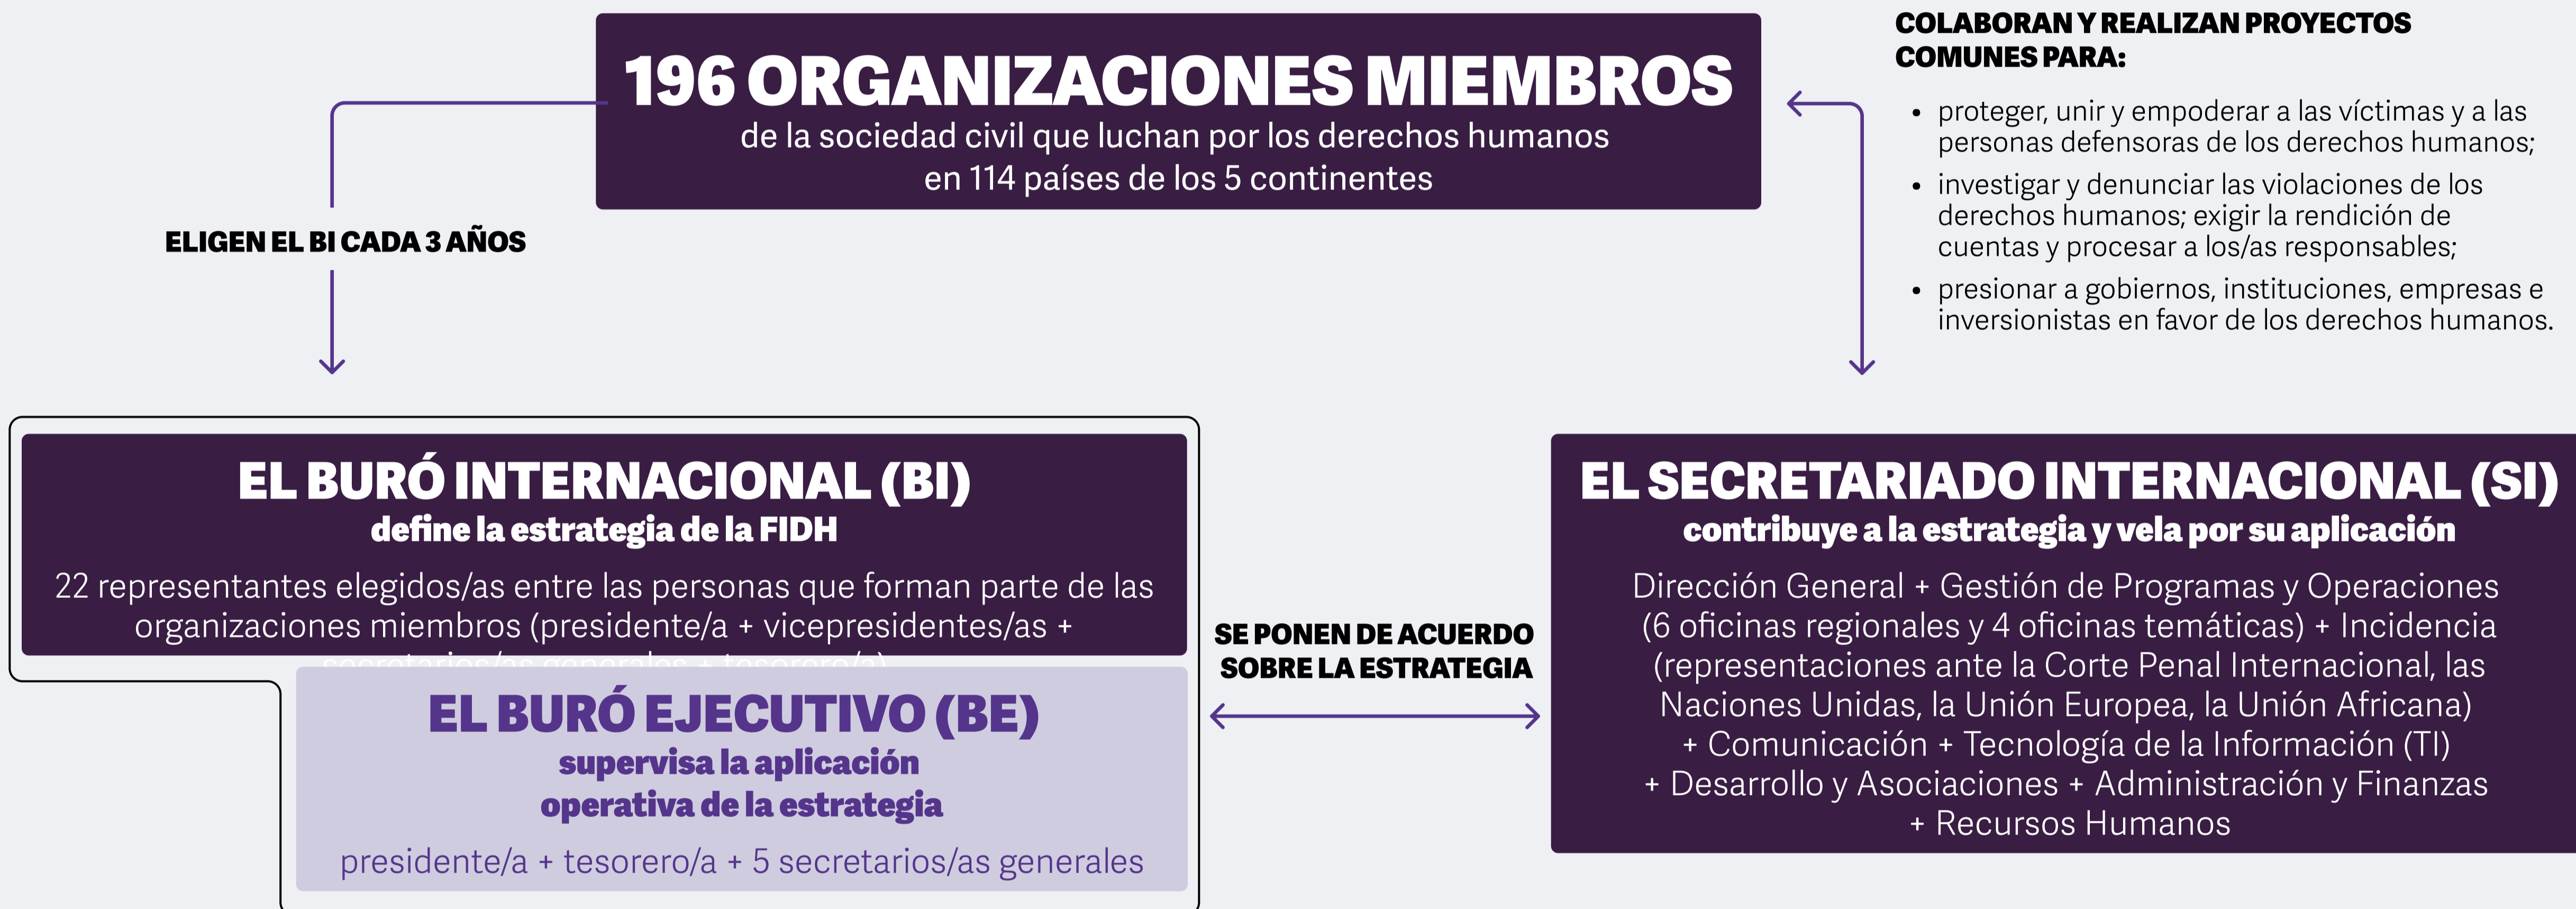 196 ORGANIZACIONES MIEMBROS
de la sociedad civil que luchan por los derechos humanos
en 114 países de los 5 continentes
COLABORAN Y REALIZAN PROYECTOS
COMUNES PARA:
• proteger, unir y empoderar a las víctimas y a las
personas defensoras de los derechos humanos;
• investigar y denunciar las violaciones de los
derechos humanos; exigir la rendición de
cuentas y procesar a los/as responsables;
• presionar a gobiernos, instituciones, empresas e
inversionistas en favor de los derechos humanos.
ELIGEN EL BI CADA 3 AÑOS
EL BURÓ INTERNACIONAL (BI)
define la estrategia de la FIDH
22 representantes elegidos/as entre las personas que forman parte de las
organizaciones miembros (presidente/a + vicepresidentes/as +
secretarios/as generales + tesorero/a)
EL BURÓ EJECUTIVO (BE)
supervisa la aplicación
operativa de la estrategia
presidente/a + tesorero/a + 5 secretarios/as generales
SE PONEN DE ACUERDO
SOBRE LA ESTRATEGIA
EL SECRETARIADO INTERNACIONAL (SI)
contribuye a la estrategia y vela por su aplicación
Dirección General + Gestión de Programas y Operaciones
(6 oficinas regionales y 4 oficinas temáticas) + Incidencia
(representaciones ante la Corte Penal Internacional, las
Naciones Unidas, la Unión Europea, la Unión Africana)
+ Comunicación + Tecnología de la Información (TI)
+ Desarrollo y Asociaciones + Administración y Finanzas
+ Recursos Humanos